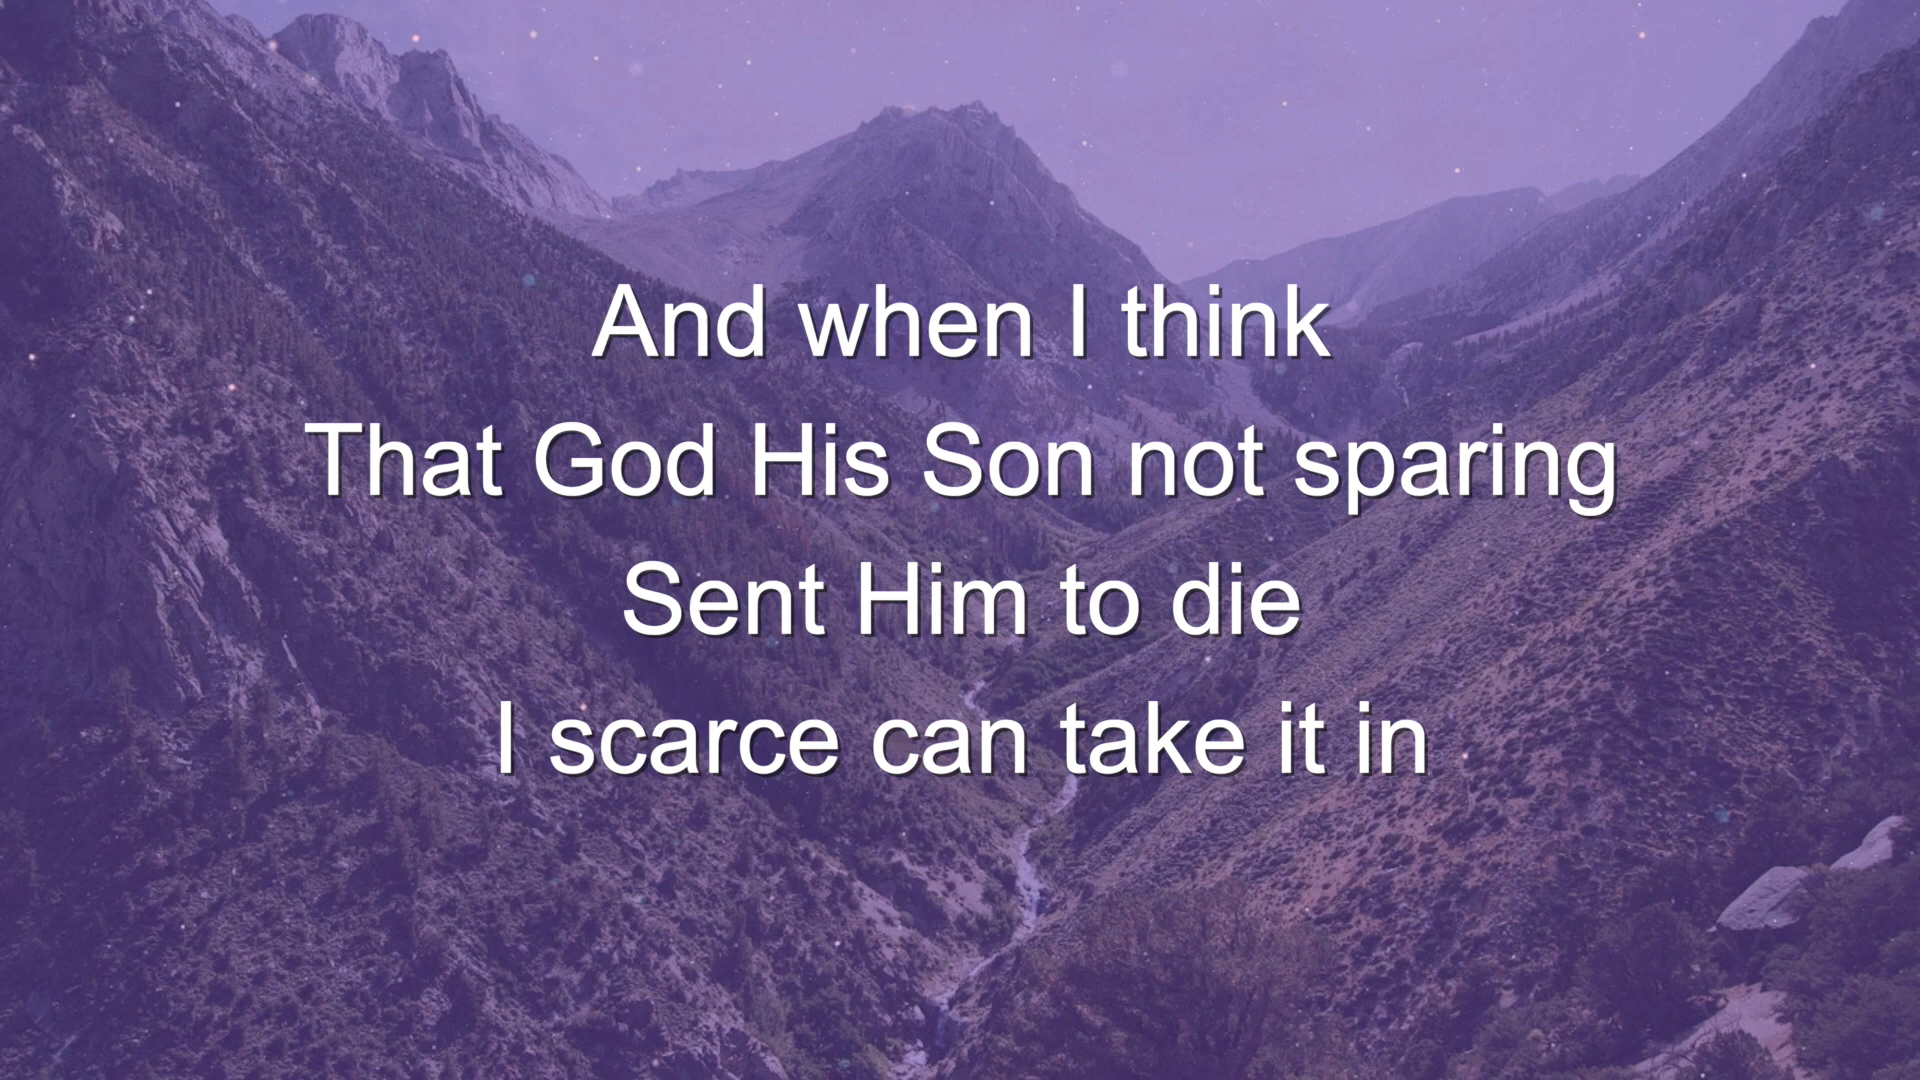 And when I think
That God His Son not sparing
Sent Him to die
I scarce can take it in